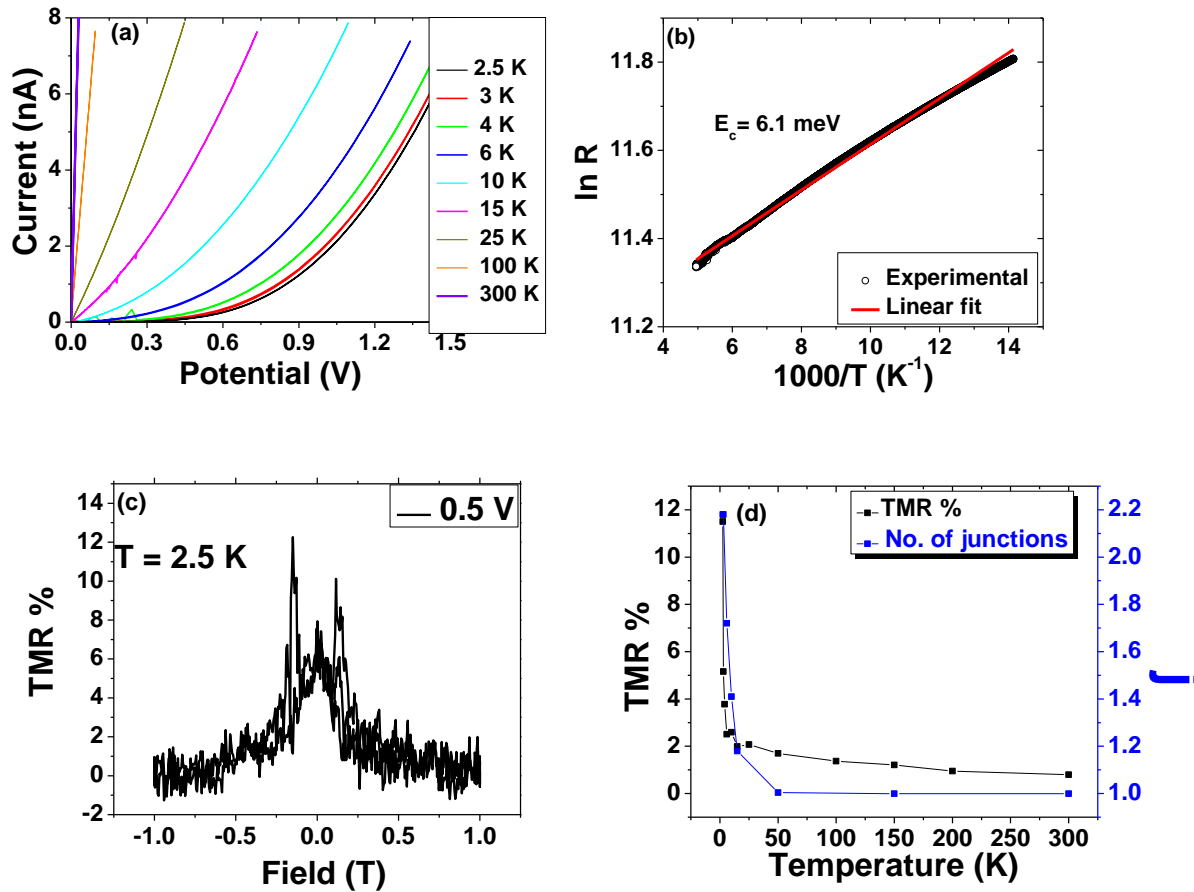 (a)
Current (nA)
8
6
4
2
0
0.0 0.3 0.6 0.9 1.2 1.5
Potential (V)
2.5 K
3 K
4 K
6 K
10 K
15 K
25 K
100 K
300 K
(b)
ln R
11.8
11.6
11.4
11.2
E_c= 6.1 meV
Experimental
Linear fit
4 6 8 10 12 14
1000/T (K⁻¹)
(c)
0.5 V
T = 2.5 K
TMR %
14
12
10
8
6
4
2
0
-2
-1.0 -0.5 0.0 0.5 1.0
Field (T)
(d)
TMR %
No. of junctions
TMR %
12
10
8
6
4
2
0
2.2
2.0
1.8
1.6
1.4
1.2
1.0
0 50 100 150 200 250 300
Temperature (K)